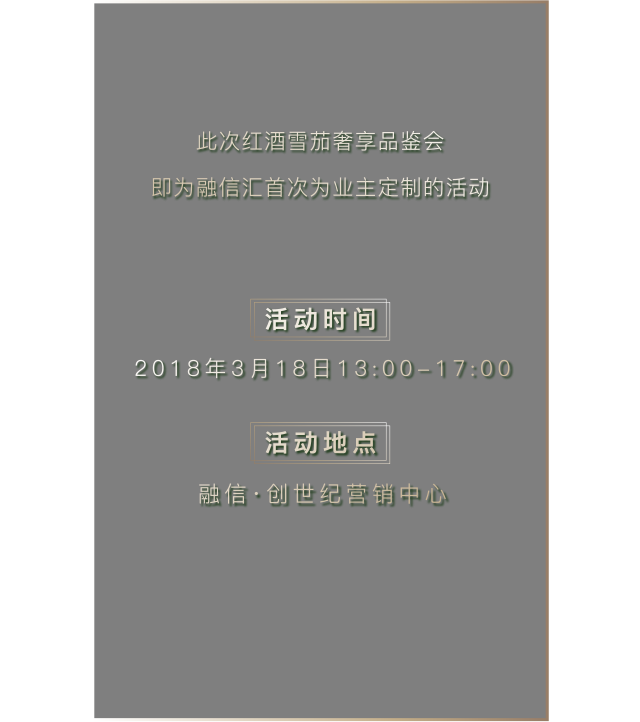 此次红酒雪茄奢享品鉴会
即为融信汇首次为业主定制的活动
活动时间
2018年3月18日13:00-17:00
活动地点
融信·创世纪营销中心